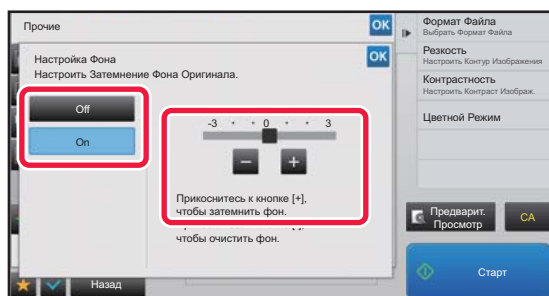 Прочие
OK
Настройка Фона
Настроить Затемнение Фона Оригинала.
OK
Off
On
-3 0 3
Прикоснитесь к кнопке [+],
чтобы затемнить фон.
чтобы очистить фон.
Назад
Формат Файла
Выбрать Формат Файла
Резкость
Настроить Контур Изображения
Контрастность
Настроить Контраст Изображ.
Цветной Режим
Предварит.
Просмотр
CA
Старт